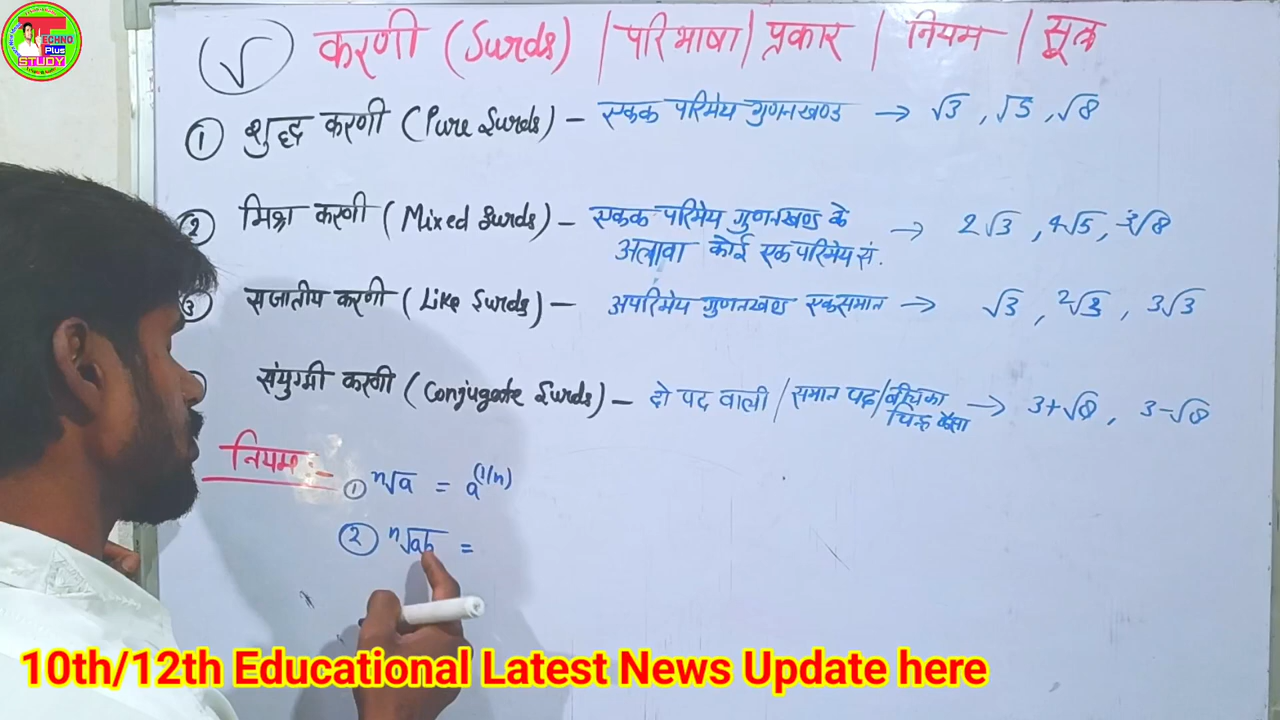 TECHNO
Plus
STUDY
√ करणी (Surds) | परिभाषा | प्रकार | नियम | सूत्र
① शुद्ध करणी (Pure Surds) – एकक परिमेय गुणनखण्ड → √3 , √5 , √8
② मिश्र करणी (Mixed Surds) – एकक परिमेय गुणनखण्ड के
अलावा कोई एक परिमेय सं. → 2√3 , 4√5 , √8
③ सजातीय करणी (Like Surds) – अपरिमेय गुणनखण्ड एकसमान → √3 , 2√3 , 3√3
संयुग्मी करणी (Conjugate Surds) – दो पद वाली / समान पद / बीच का
चिन्ह → 3+√8 , 3-√8
नियम :-
① ⁿ√a = a^(1/n)
② ⁿ√ab =
10th/12th Educational Latest News Update here